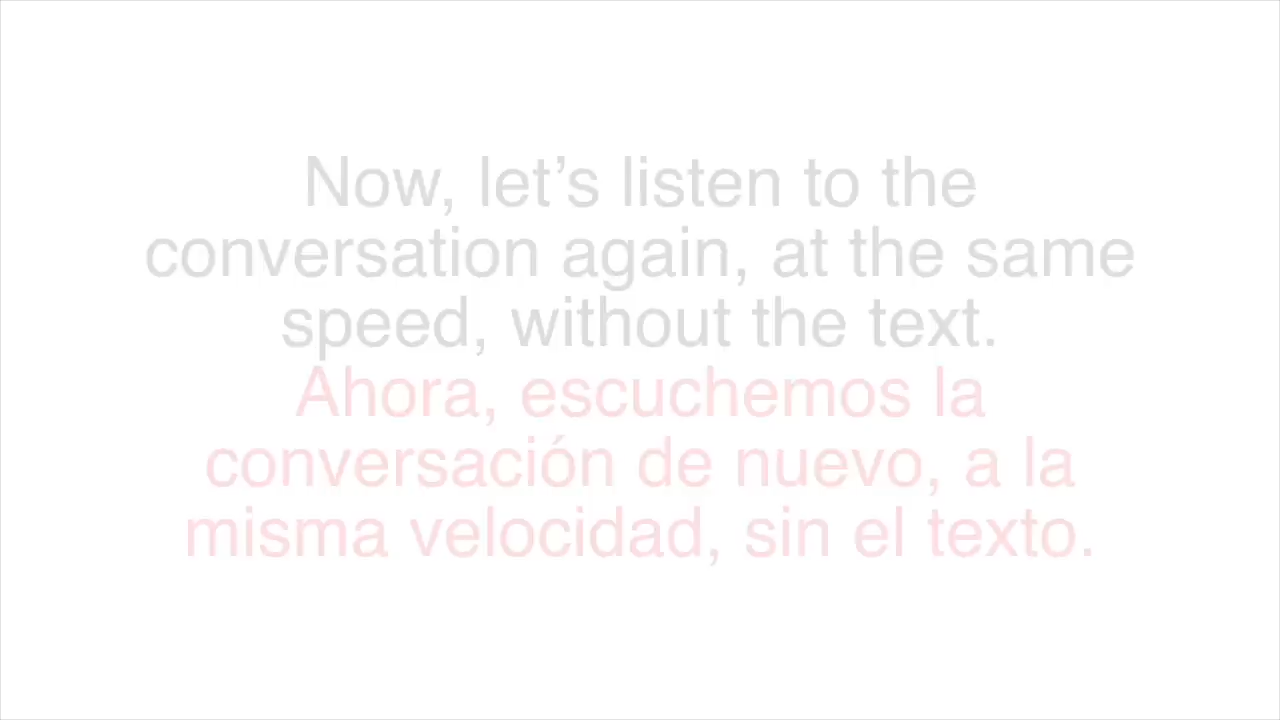 Now, let’s listen to the
conversation again, at the same
speed, without the text.
Ahora, escuchemos la
conversación de nuevo, a la
misma velocidad, sin el texto.